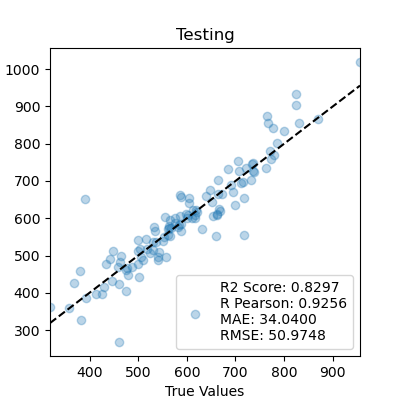 Testing
1000
900
800
700
600
500
400
300
R2 Score: 0.8297
R Pearson: 0.9256
MAE: 34.0400
RMSE: 50.9748
400 500 600 700 800 900
True Values